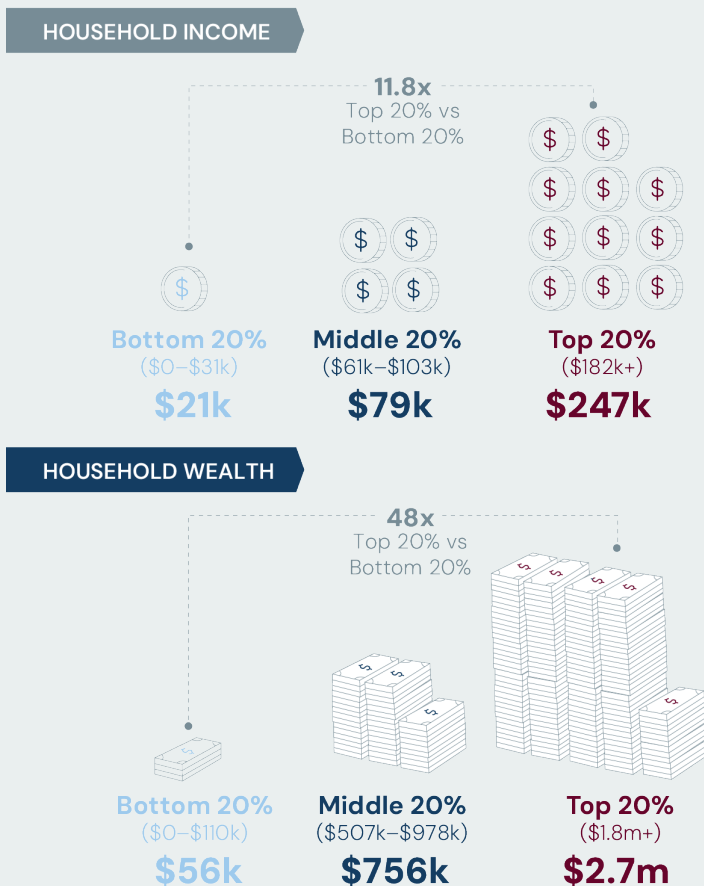 HOUSEHOLD INCOME
11.8x
Top 20% vs
Bottom 20%
$ $
$ $ $
$ $ $ $ $
$ $ $ $ $ $
Bottom 20% Middle 20% Top 20%
($0–$31k) ($61k–$103k) ($182k+)
$21k $79k $247k
HOUSEHOLD WEALTH
48x
Top 20% vs
Bottom 20%
$ $ $ $
$ $
$ $
$
Bottom 20% Middle 20% Top 20%
($0–$110k) ($507k–$978k) ($1.8m+)
$56k $756k $2.7m